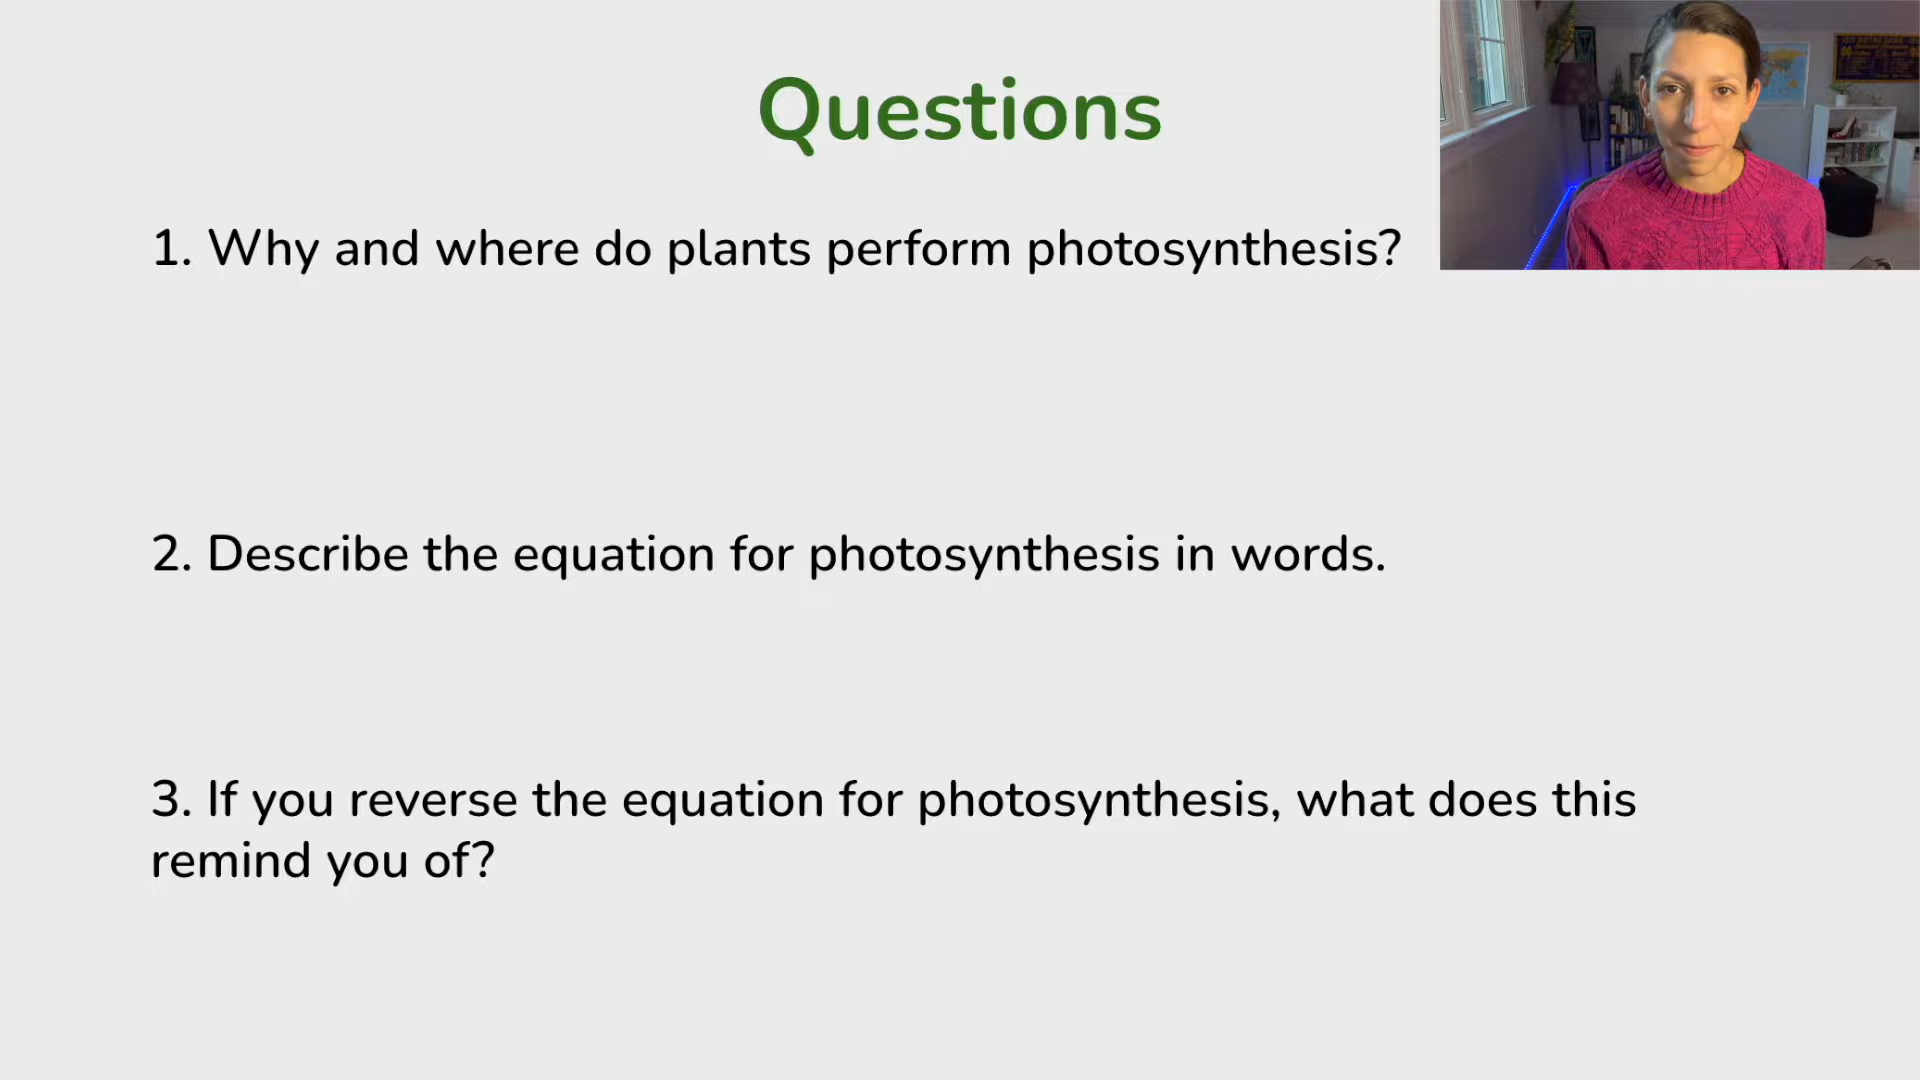 Questions
1. Why and where do plants perform photosynthesis?
2. Describe the equation for photosynthesis in words.
3. If you reverse the equation for photosynthesis, what does this
remind you of?